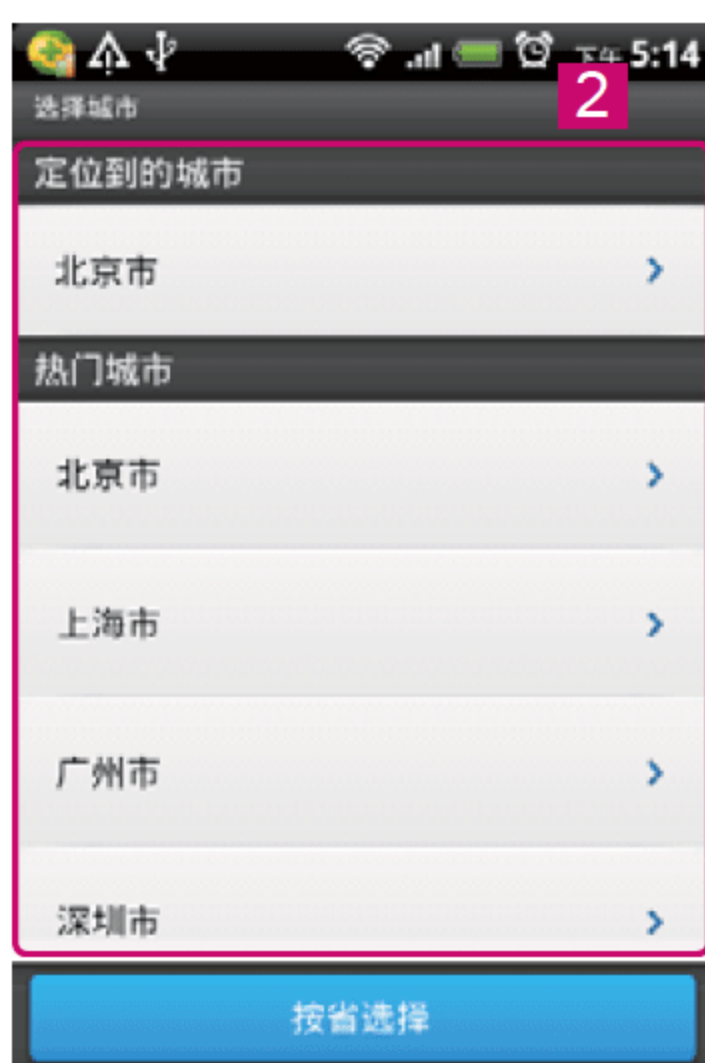 下午 5:14
2
选择城市
定位到的城市
北京市
热门城市
北京市
上海市
广州市
深圳市
按省选择